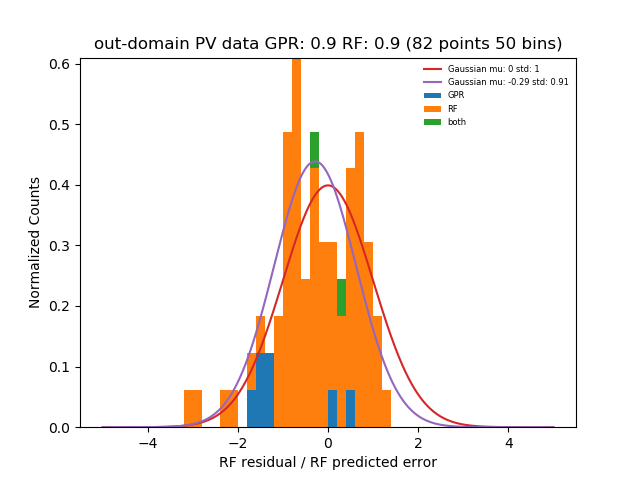 out-domain PV data GPR: 0.9 RF: 0.9 (82 points 50 bins)
Gaussian mu: 0 std: 1
Gaussian mu: -0.29 std: 0.91
GPR
RF
both
Normalized Counts
0.6
0.5
0.4
0.3
0.2
0.1
0.0
−4 −2 0 2 4
RF residual / RF predicted error